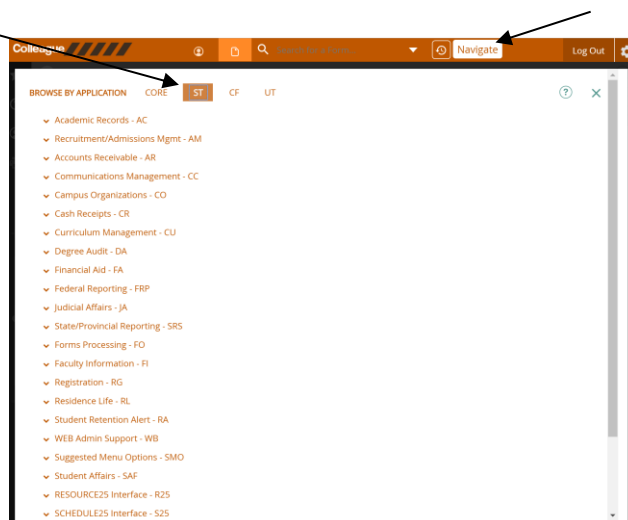 Colleague
Navigate
Log Out
BROWSE BY APPLICATION CORE ST CF UT ?
Academic Records - AC
Recruitment/Admissions Mgmt - AM
Accounts Receivable - AR
Communications Management - CC
Campus Organizations - CO
Cash Receipts - CR
Curriculum Management - CU
Degree Audit - DA
Financial Aid - FA
Federal Reporting - FRP
Judicial Affairs - JA
State/Provincial Reporting - SRS
Forms Processing - FO
Faculty Information - FI
Registration - RG
Residence Life - RL
Student Retention Alert - RA
WEB Admin Support - WB
Suggested Menu Options - SMO
Student Affairs - SAF
RESOURCE25 Interface - R25
SCHEDULE25 Interface - S25